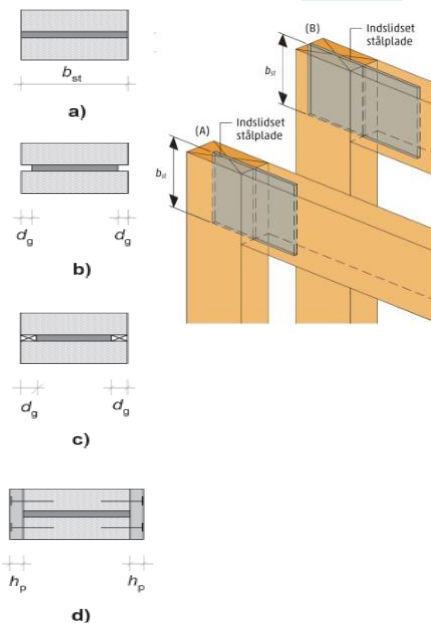 b_st
a)
d_g d_g
b)
d_g d_g
c)
h_p h_p
d)
(B)
Indslidset
stålplade
b_st
(A)
Indslidset
stålplade
b_st